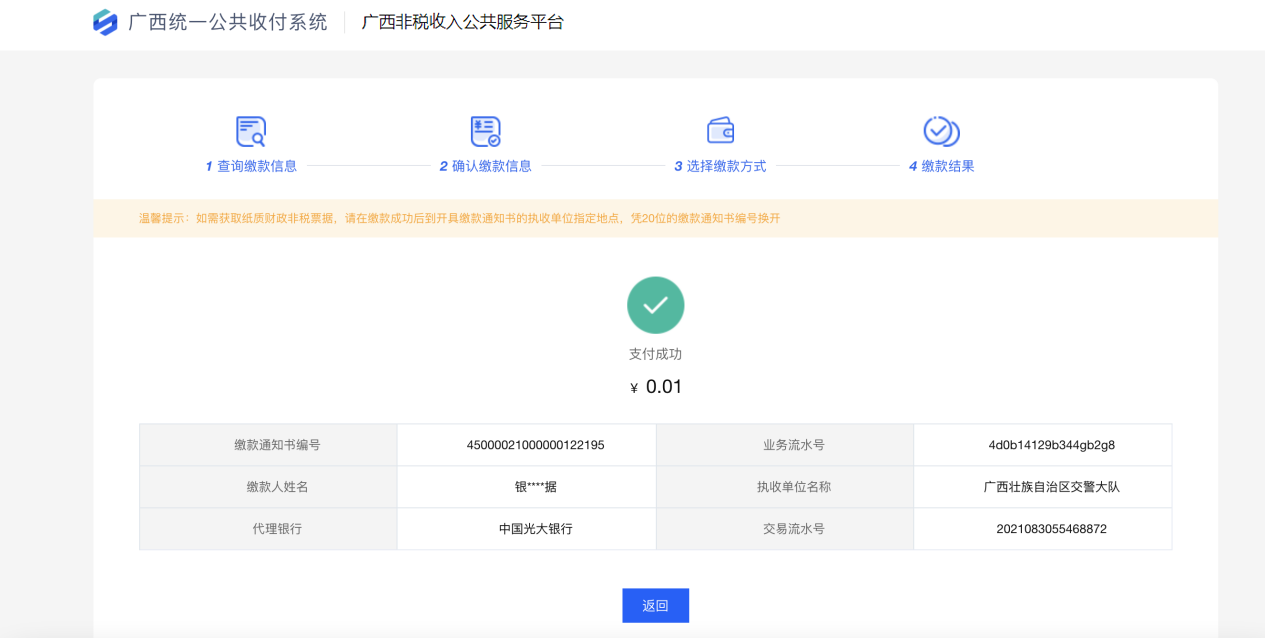 广西统一公共收付系统 广西非税收入公共服务平台
1 查询缴款信息 2 确认缴款信息 3 选择缴款方式 4 缴款结果
温馨提示：如需获取纸质财政非税票据，请在缴款成功后到开具缴款通知书的执收单位指定地点，凭20位的缴款通知书编号换开
支付成功
¥ 0.01
缴款通知书编号 45000021000000122195 业务流水号 4d0b14129b344gb2g8
缴款人姓名 银****据 执收单位名称 广西壮族自治区交警大队
代理银行 中国光大银行 交易流水号 2021083055468872
返回